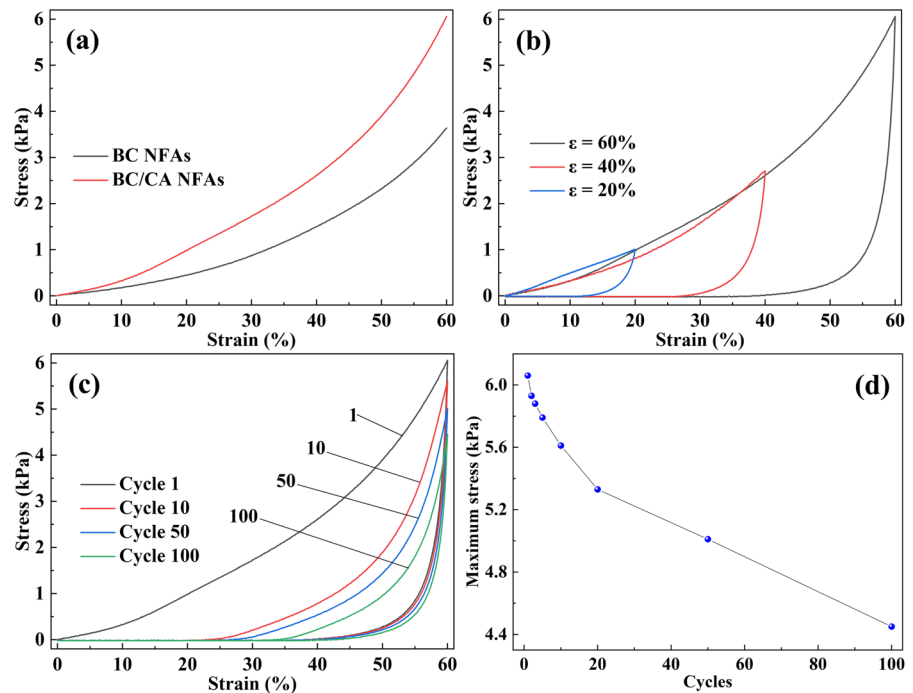 (a)
6
5
4
3
2
1
0
Stress (kPa)
BC NFAs
BC/CA NFAs
0 10 20 30 40 50 60
Strain (%)
(b)
6
5
4
3
2
1
0
Stress (kPa)
ε = 60%
ε = 40%
ε = 20%
0 10 20 30 40 50 60
Strain (%)
(c)
6
5
4
3
2
1
0
Stress (kPa)
1
10
50
100
Cycle 1
Cycle 10
Cycle 50
Cycle 100
0 10 20 30 40 50 60
Strain (%)
(d)
6.0
5.6
5.2
4.8
4.4
Maximum stress (kPa)
0 20 40 60 80 100
Cycles